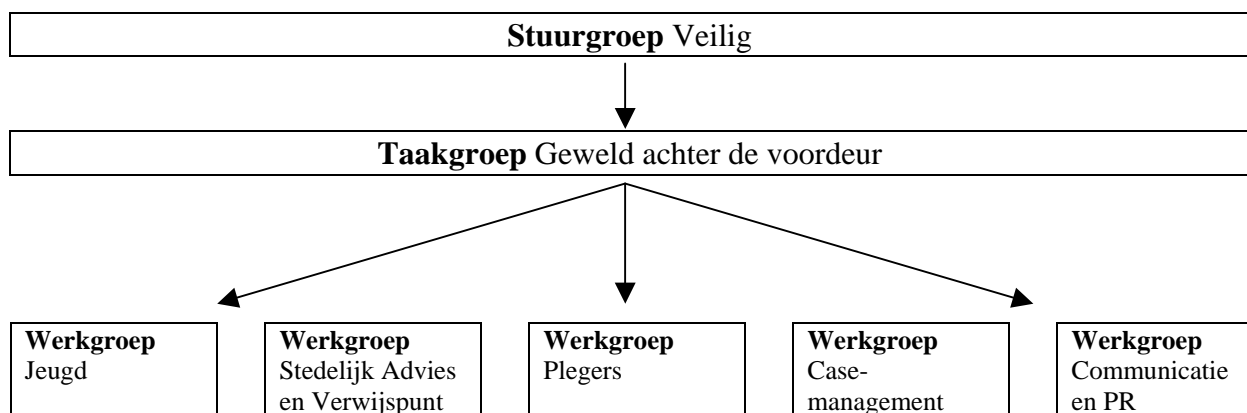 Stuurgroep Veilig
Taakgroep Geweld achter de voordeur
Werkgroep
Jeugd
Werkgroep
Stedelijk Advies
en Verwijspunt
Werkgroep
Plegers
Werkgroep
Case-
management
Werkgroep
Communicatie
en PR